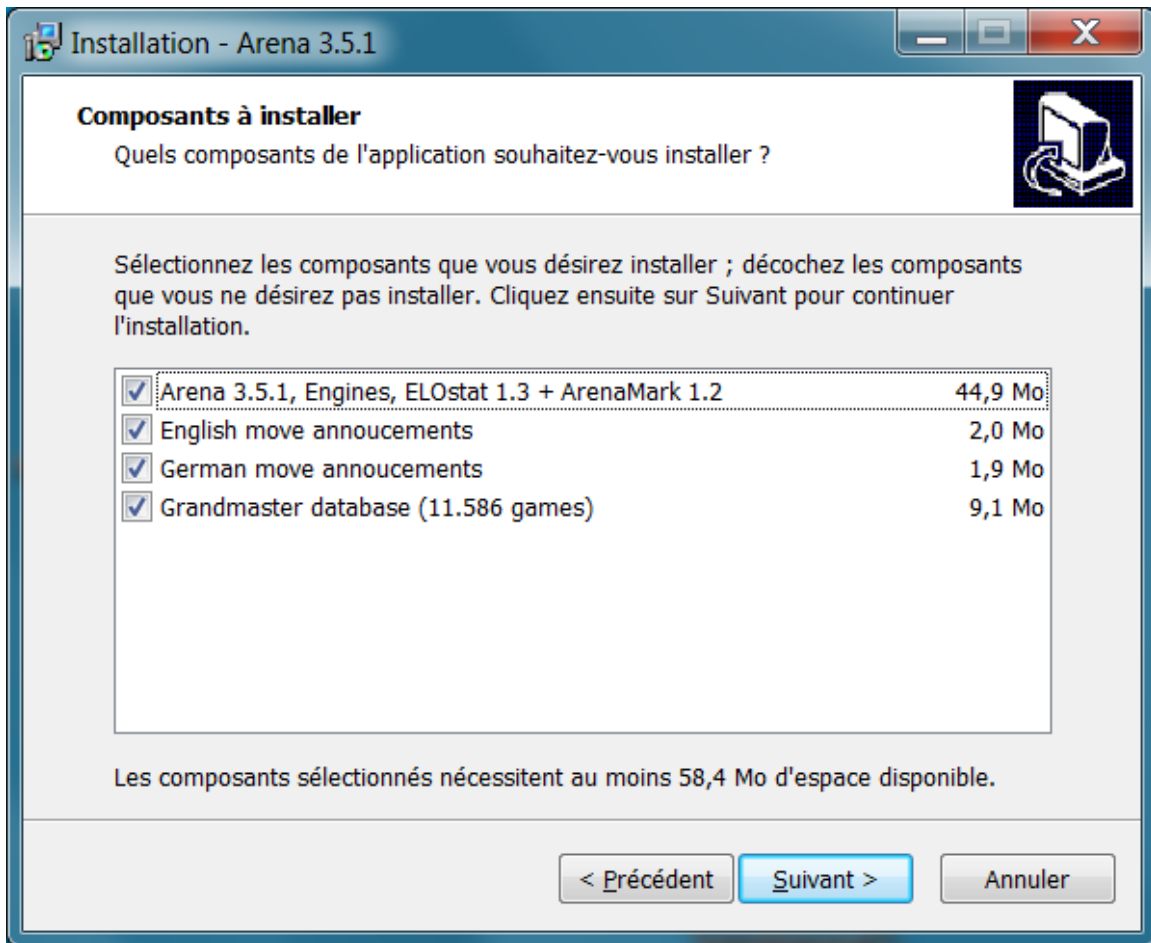 Installation - Arena 3.5.1
Composants à installer
Quels composants de l'application souhaitez-vous installer ?
Sélectionnez les composants que vous désirez installer ; décochez les composants
que vous ne désirez pas installer. Cliquez ensuite sur Suivant pour continuer
l'installation.
Arena 3.5.1, Engines, ELOstat 1.3 + ArenaMark 1.2 44,9 Mo
English move annoucements 2,0 Mo
German move annoucements 1,9 Mo
Grandmaster database (11.586 games) 9,1 Mo
Les composants sélectionnés nécessitent au moins 58,4 Mo d'espace disponible.
< Précédent Suivant > Annuler